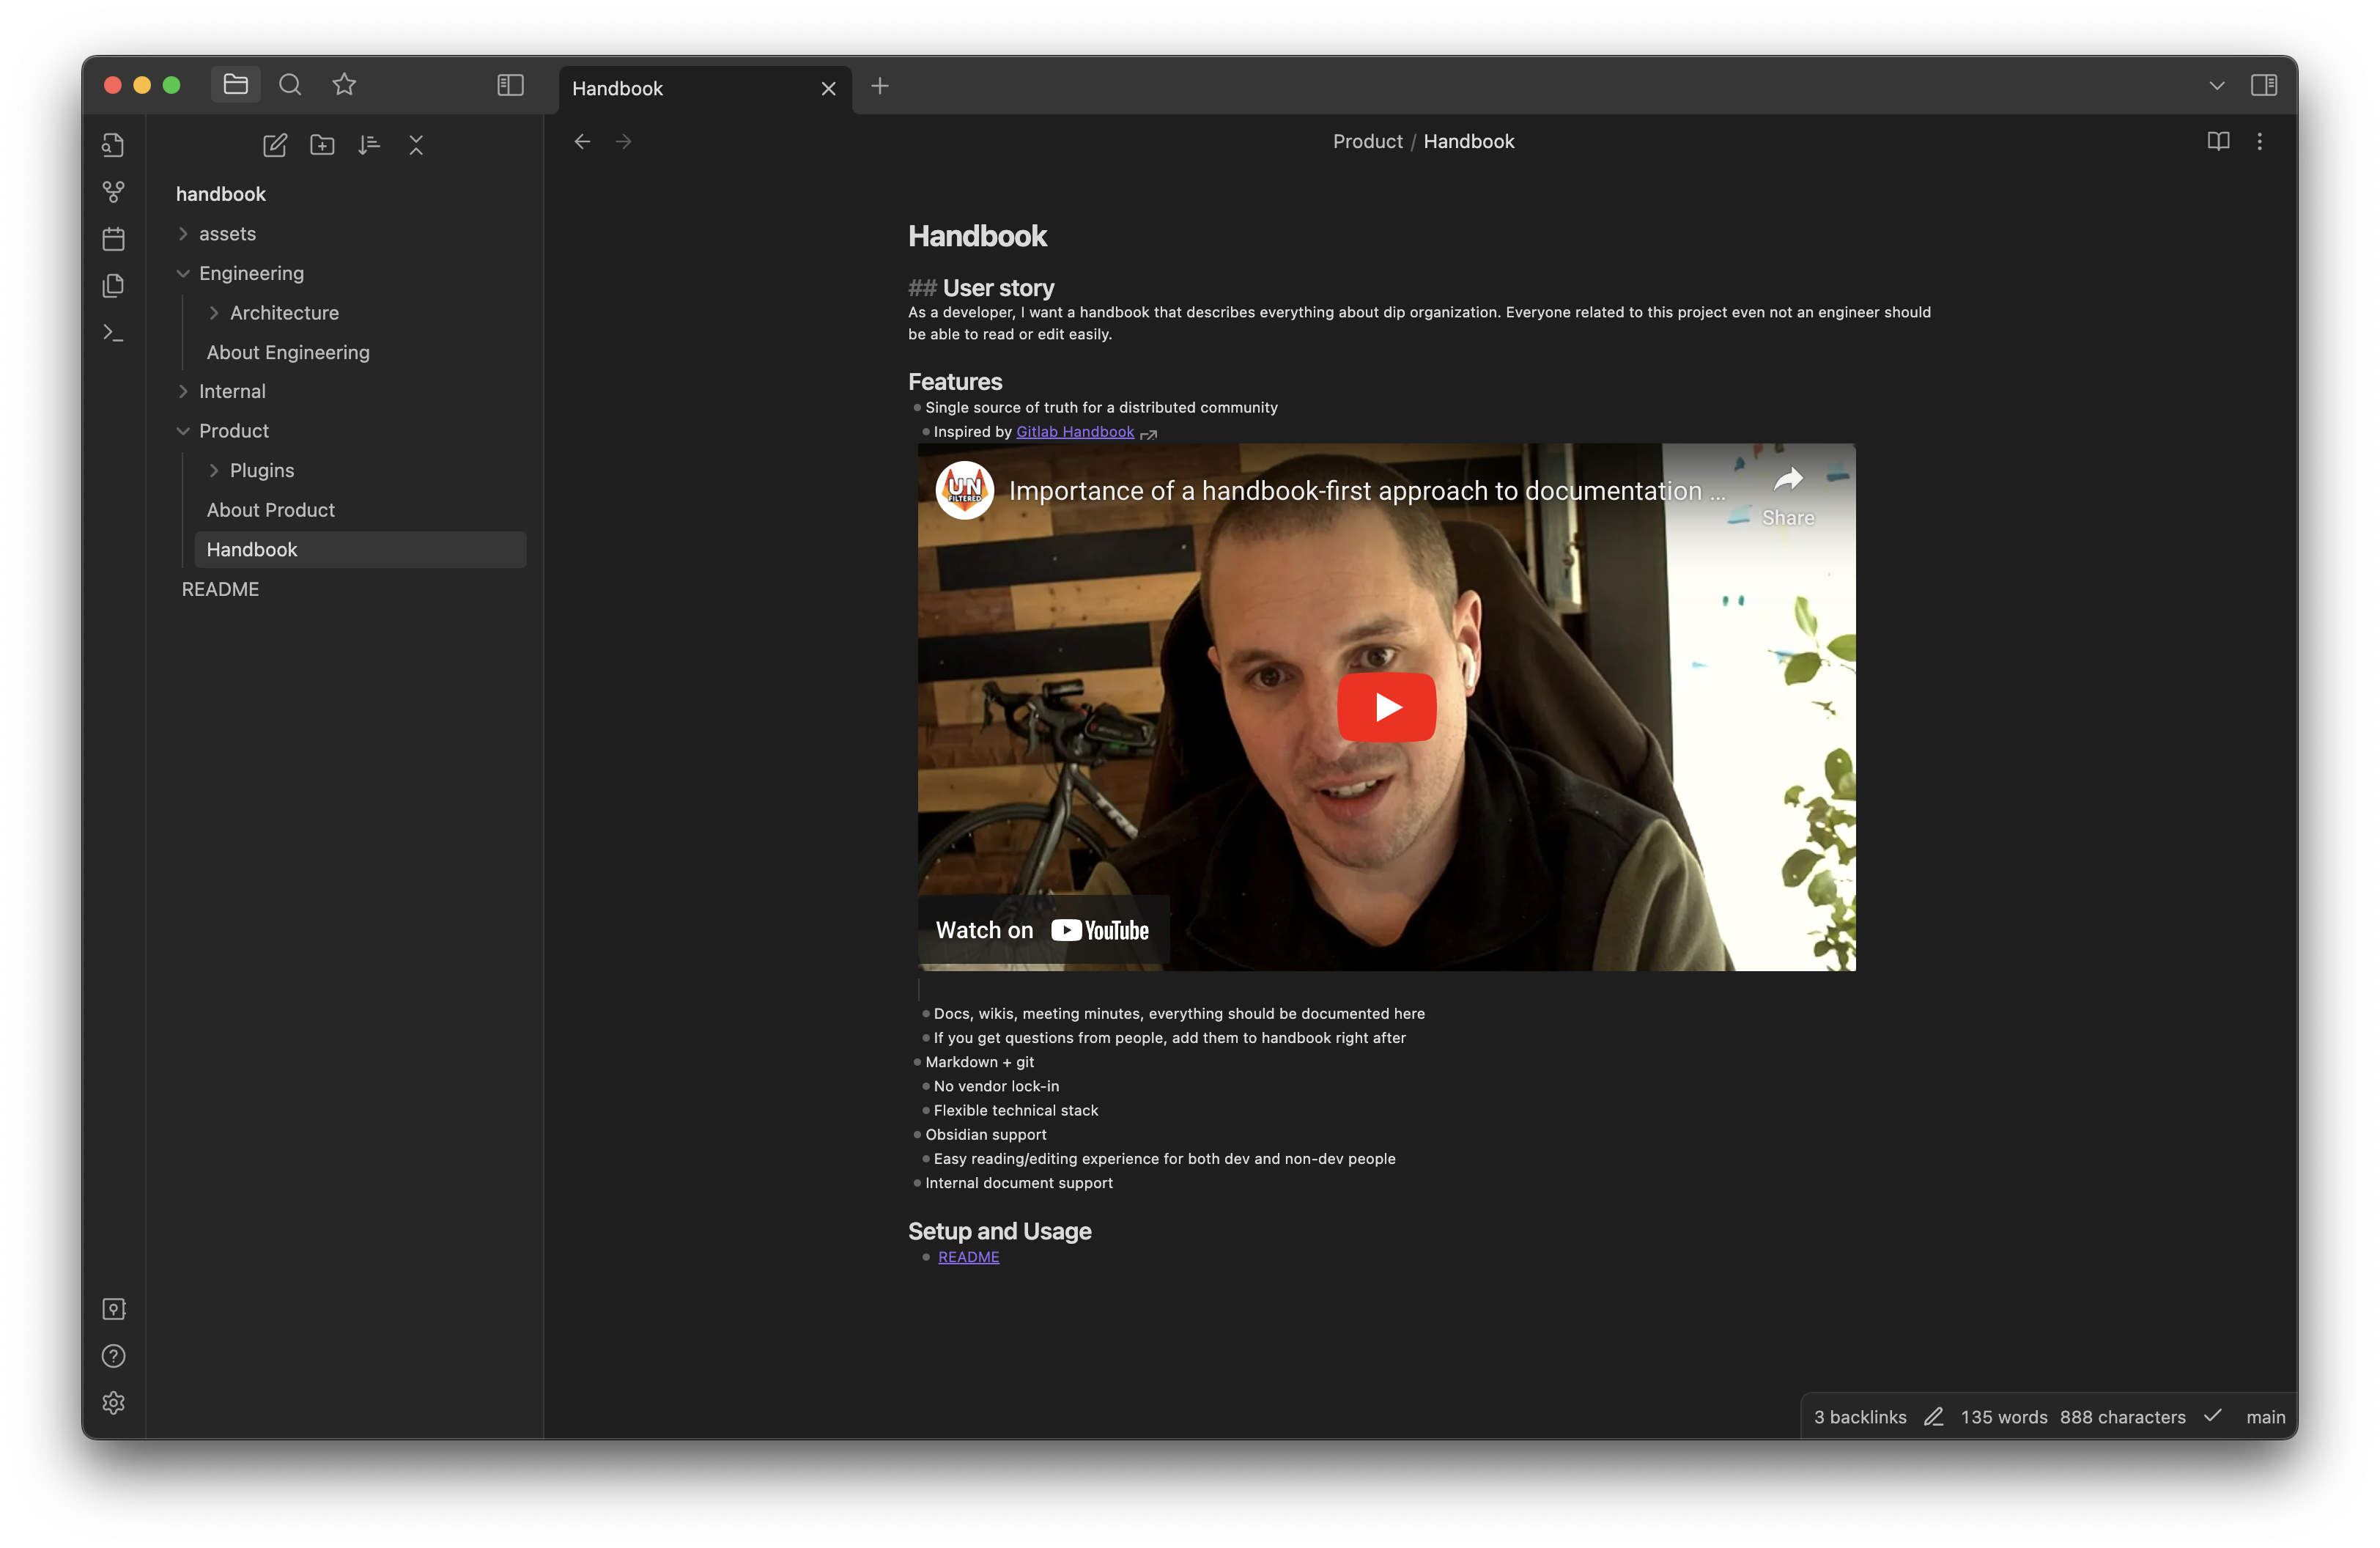 Handbook
Product / Handbook
handbook
assets
Engineering
Architecture
About Engineering
Internal
Product
Plugins
About Product
Handbook
README
Handbook
## User story
As a developer, I want a handbook that describes everything about dip organization. Everyone related to this project even not an engineer should
be able to read or edit easily.
Features
Single source of truth for a distributed community
Inspired by Gitlab Handbook
UN
FILTERED
Importance of a handbook-first approach to documentation ...
Share
Watch on YouTube
Docs, wikis, meeting minutes, everything should be documented here
If you get questions from people, add them to handbook right after
Markdown + git
No vendor lock-in
Flexible technical stack
Obsidian support
Easy reading/editing experience for both dev and non-dev people
Internal document support
Setup and Usage
README
3 backlinks 135 words 888 characters main